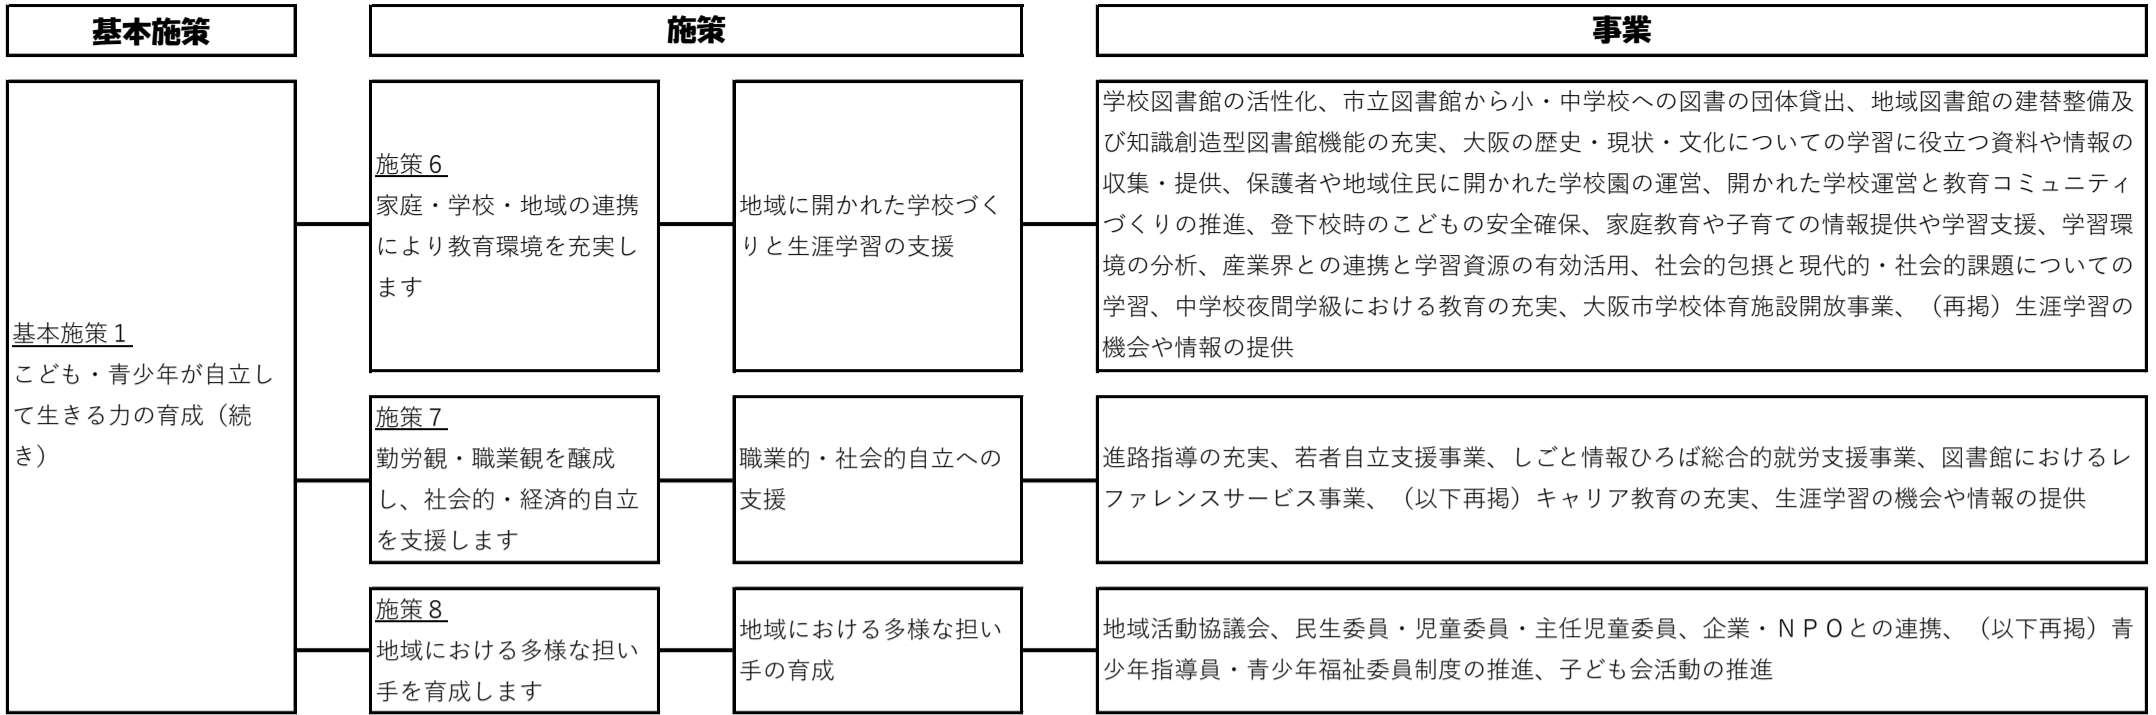 基本施策
施策
事業
基本施策１
こども・青少年が自立し
て生きる力の育成（続
き）
施策６
家庭・学校・地域の連携
により教育環境を充実し
ます
地域に開かれた学校づく
りと生涯学習の支援
学校図書館の活性化、市立図書館から小・中学校への図書の団体貸出、地域図書館の建替整備及
び知識創造型図書館機能の充実、大阪の歴史・現状・文化についての学習に役立つ資料や情報の
収集・提供、保護者や地域住民に開かれた学校園の運営、開かれた学校運営と教育コミュニティ
づくりの推進、登下校時のこどもの安全確保、家庭教育や子育ての情報提供や学習支援、学習環
境の分析、産業界との連携と学習資源の有効活用、社会的包摂と現代的・社会的課題についての
学習、中学校夜間学級における教育の充実、大阪市学校体育施設開放事業、（再掲）生涯学習の
機会や情報の提供
施策７
勤労観・職業観を醸成
し、社会的・経済的自立
を支援します
職業的・社会的自立への
支援
進路指導の充実、若者自立支援事業、しごと情報ひろば総合的就労支援事業、図書館におけるレ
ファレンスサービス事業、（以下再掲）キャリア教育の充実、生涯学習の機会や情報の提供
施策８
地域における多様な担い
手を育成します
地域における多様な担い
手の育成
地域活動協議会、民生委員・児童委員・主任児童委員、企業・ＮＰＯとの連携、（以下再掲）青
少年指導員・青少年福祉委員制度の推進、子ども会活動の推進